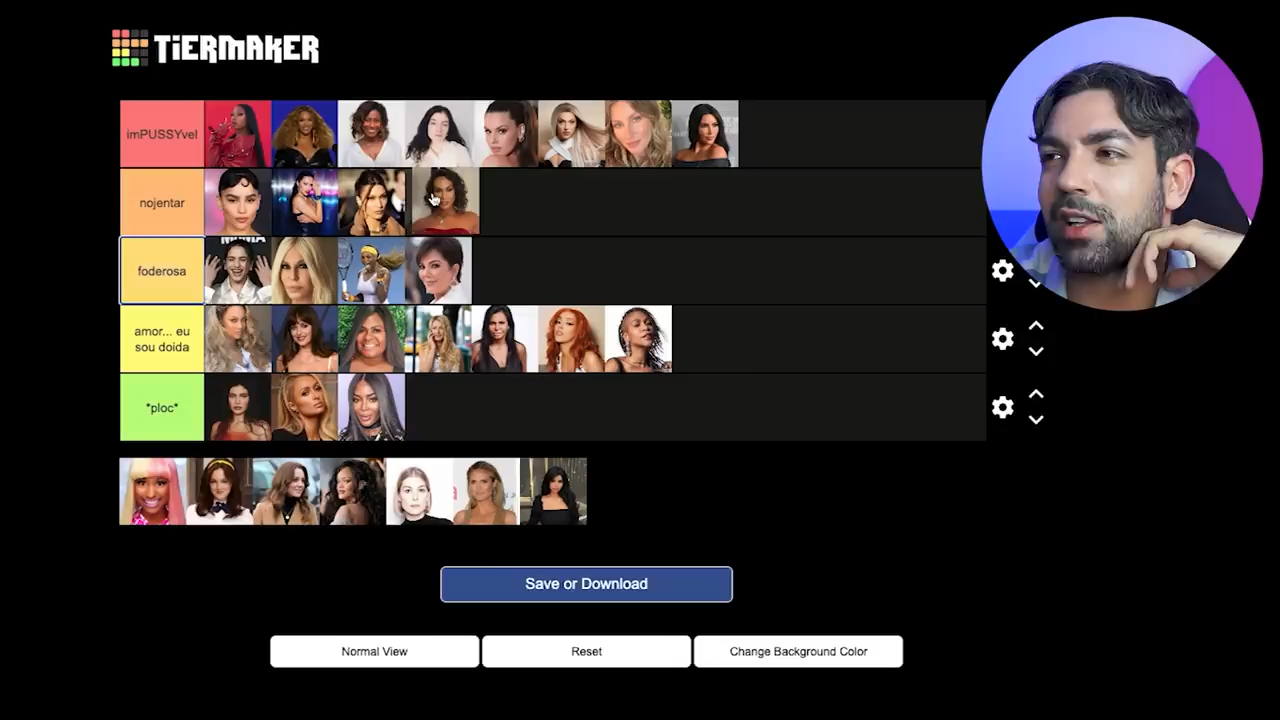 TiERMAKER
imPUSSYvel
nojentar
foderosa
amor... eu
sou doida
*ploc*
Save or Download
Normal View
Reset
Change Background Color